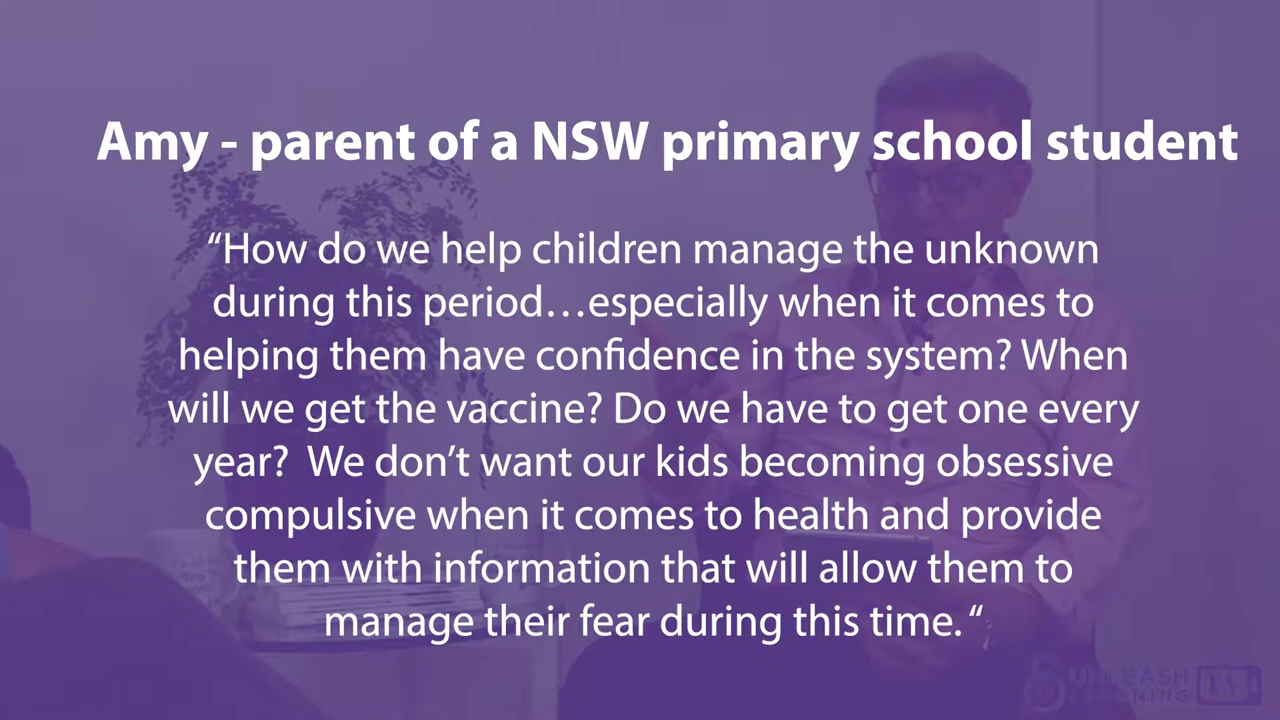 Amy - parent of a NSW primary school student
“How do we help children manage the unknown
during this period…especially when it comes to
helping them have confidence in the system? When
will we get the vaccine? Do we have to get one every
year?  We don’t want our kids becoming obsessive
compulsive when it comes to health and provide
them with information that will allow them to
manage their fear during this time. “
UNLEASH